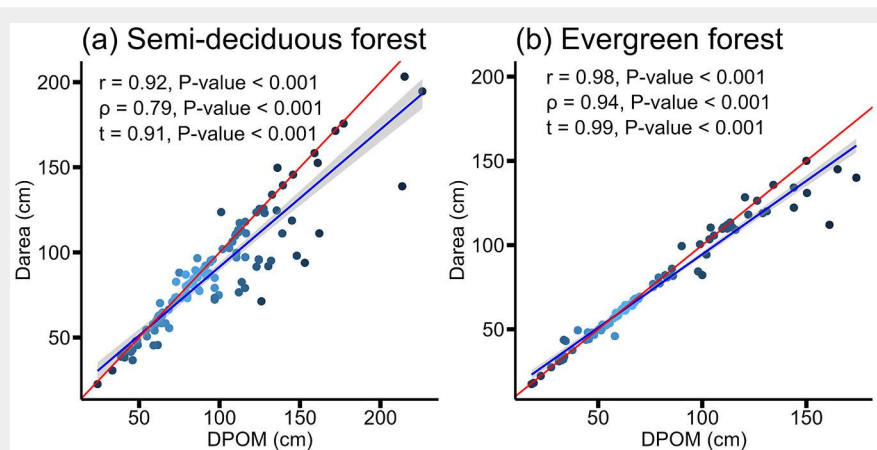 (a) Semi-deciduous forest
r = 0.92, P-value < 0.001
ρ = 0.79, P-value < 0.001
t = 0.91, P-value < 0.001
200
150
100
50
Darea (cm)
50 100 150 200
DPOM (cm)
(b) Evergreen forest
r = 0.98, P-value < 0.001
ρ = 0.94, P-value < 0.001
t = 0.99, P-value < 0.001
200
150
100
50
Darea (cm)
50 100 150
DPOM (cm)